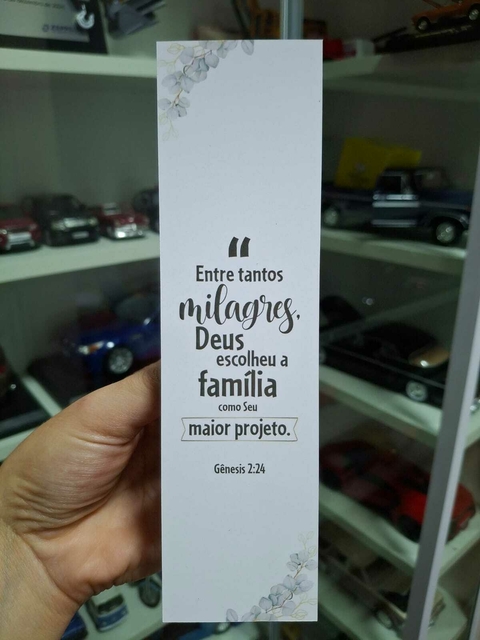 “
Entre tantos
milagres,
Deus
escolheu a
família
como Seu
maior projeto.
Gênesis 2:24